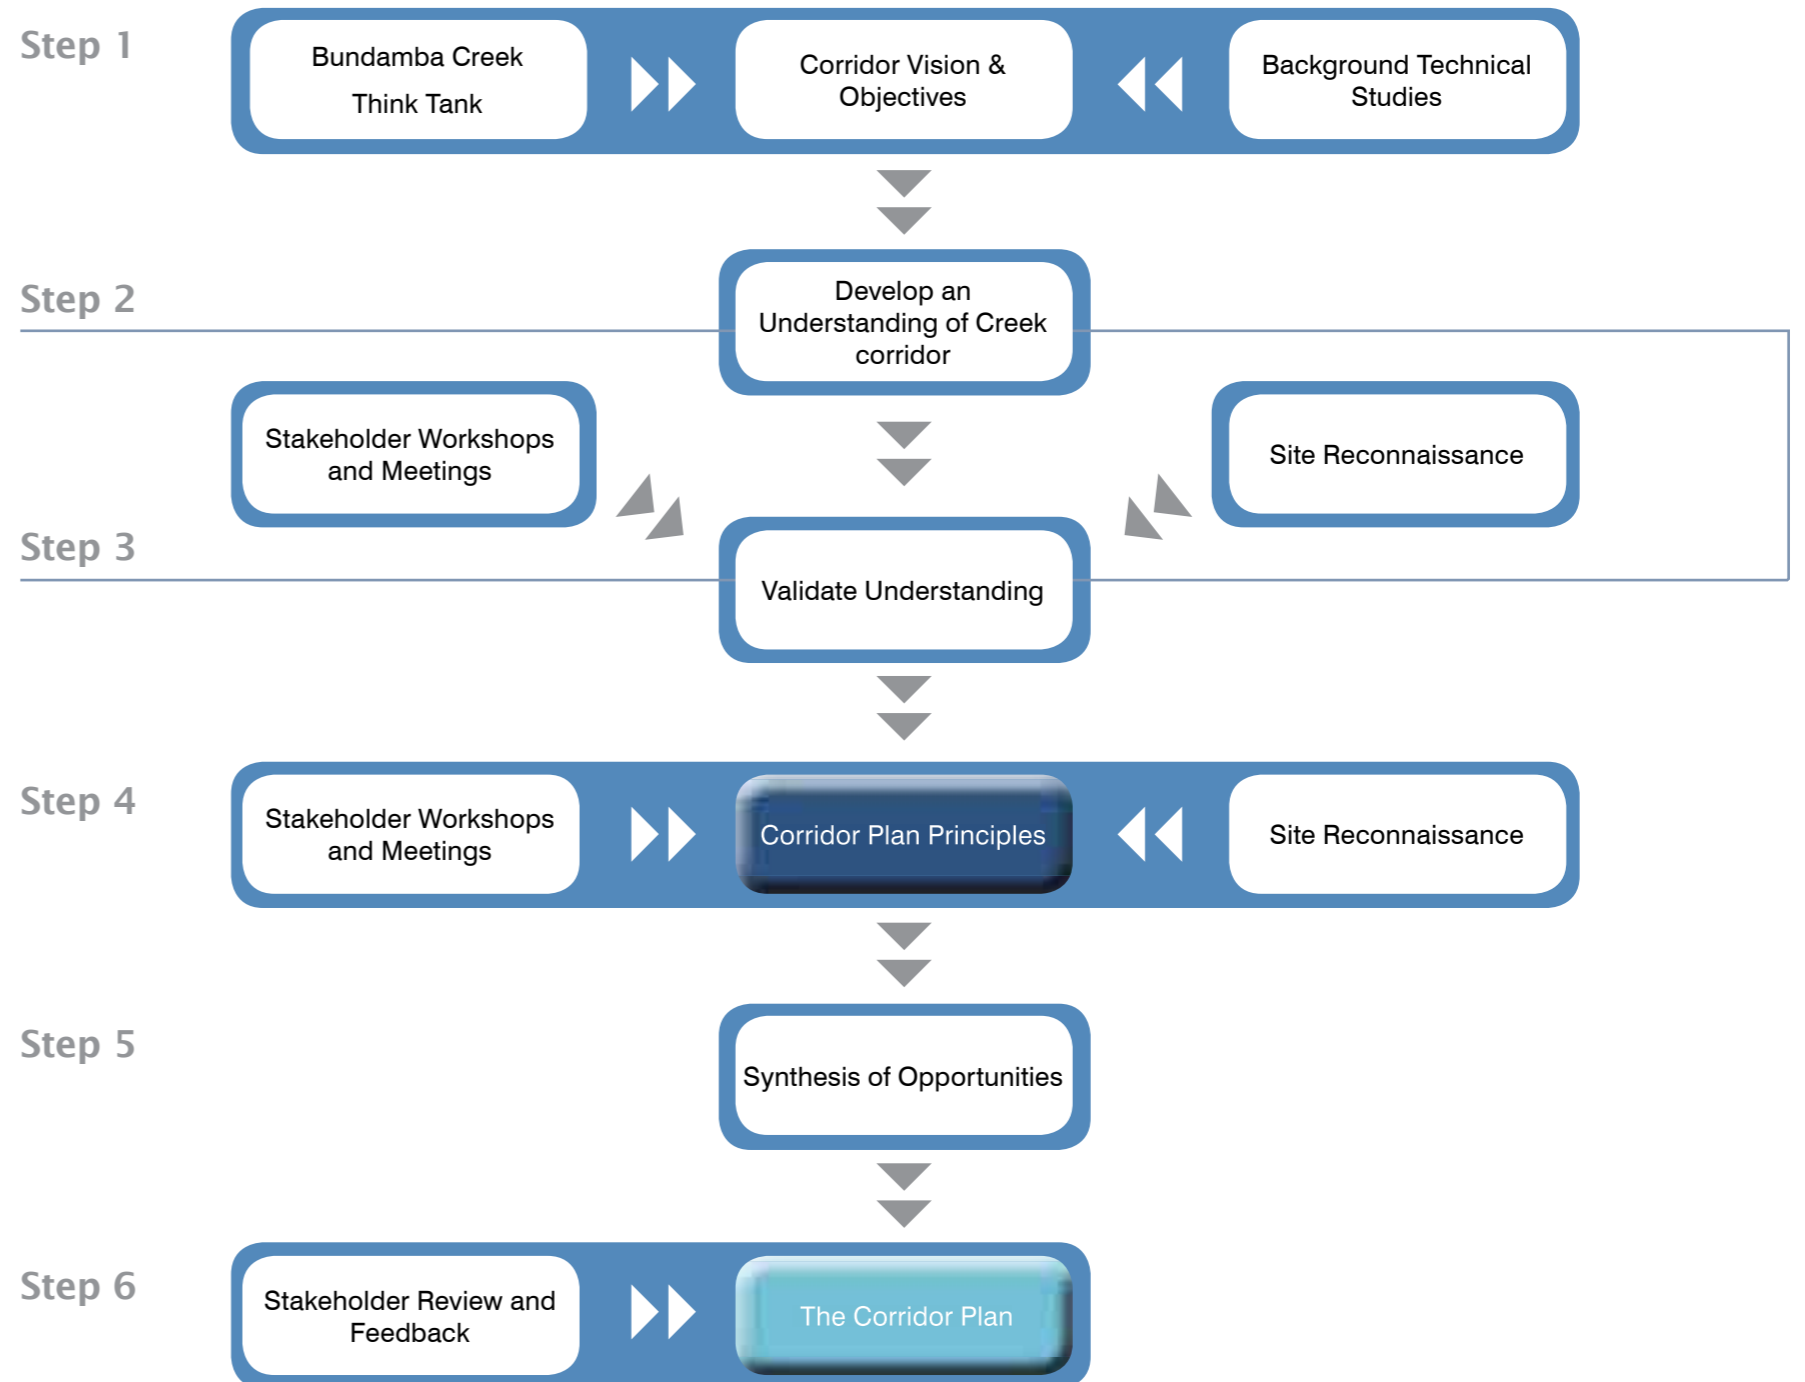 Step 1
Bundamba Creek
Think Tank
Corridor Vision &
Objectives
Background Technical
Studies
Step 2
Develop an
Understanding of Creek
corridor
Stakeholder Workshops
and Meetings
Site Reconnaissance
Step 3
Validate Understanding
Step 4
Stakeholder Workshops
and Meetings
Corridor Plan Principles
Site Reconnaissance
Step 5
Synthesis of Opportunities
Step 6
Stakeholder Review and
Feedback
The Corridor Plan